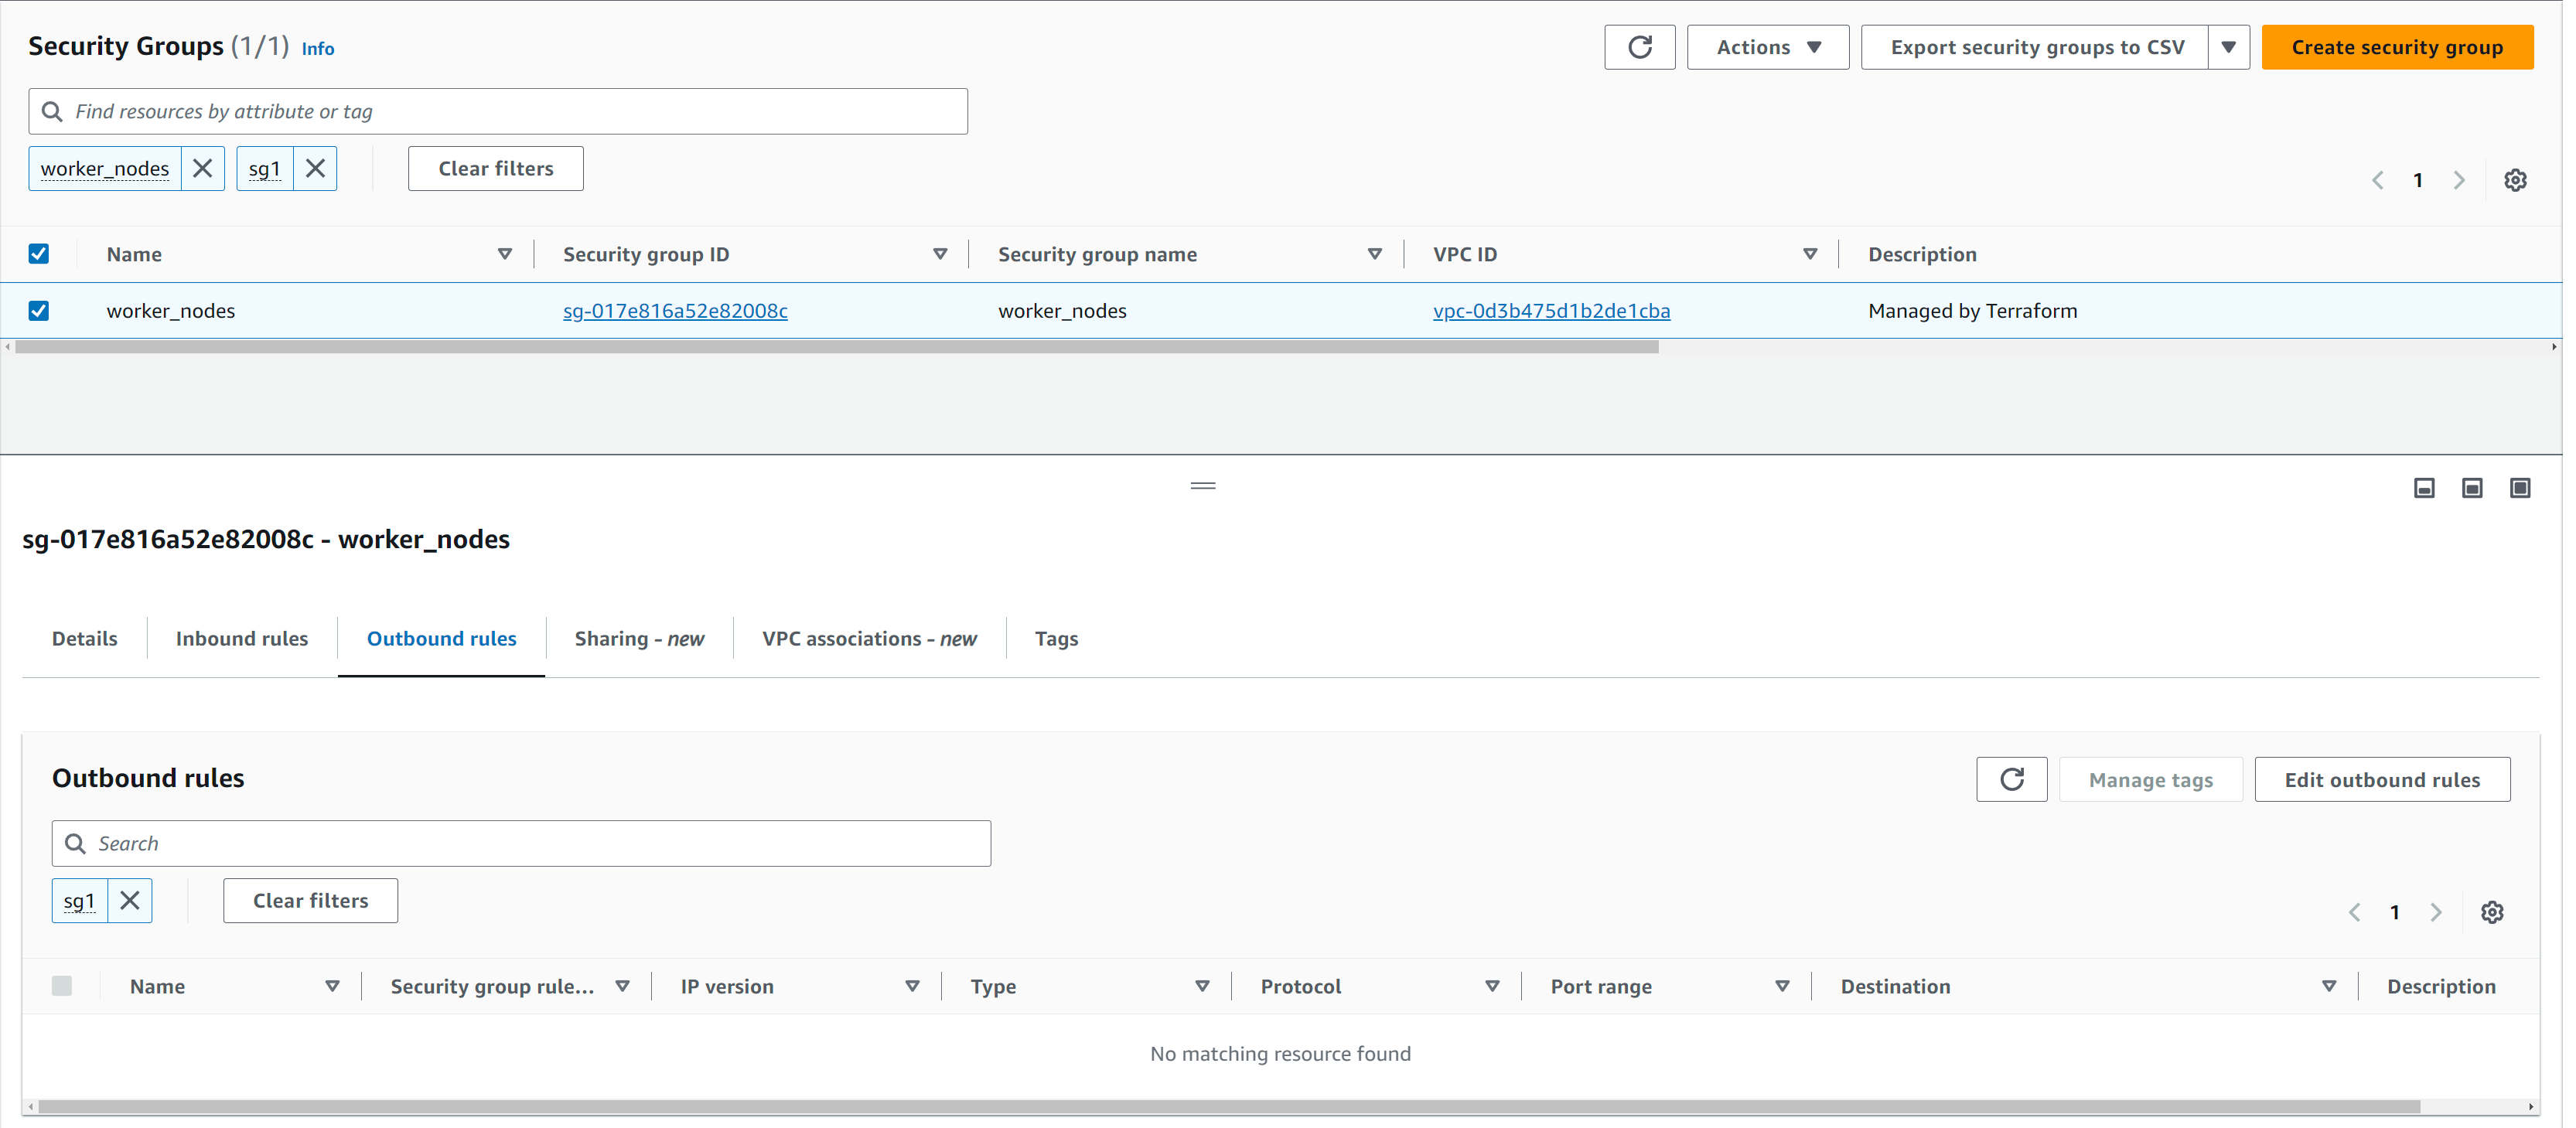 Security Groups (1/1) Info
Actions
Export security groups to CSV
Create security group
Find resources by attribute or tag
worker_nodes
sg1
Clear filters
1
Name Security group ID Security group name VPC ID Description
worker_nodes sg-017e816a52e82008c worker_nodes vpc-0d3b475d1b2de1cba Managed by Terraform
sg-017e816a52e82008c - worker_nodes
Details Inbound rules Outbound rules Sharing - new VPC associations - new Tags
Outbound rules
Manage tags
Edit outbound rules
Search
sg1
Clear filters
1
Name Security group rule... IP version Type Protocol Port range Destination Description
No matching resource found